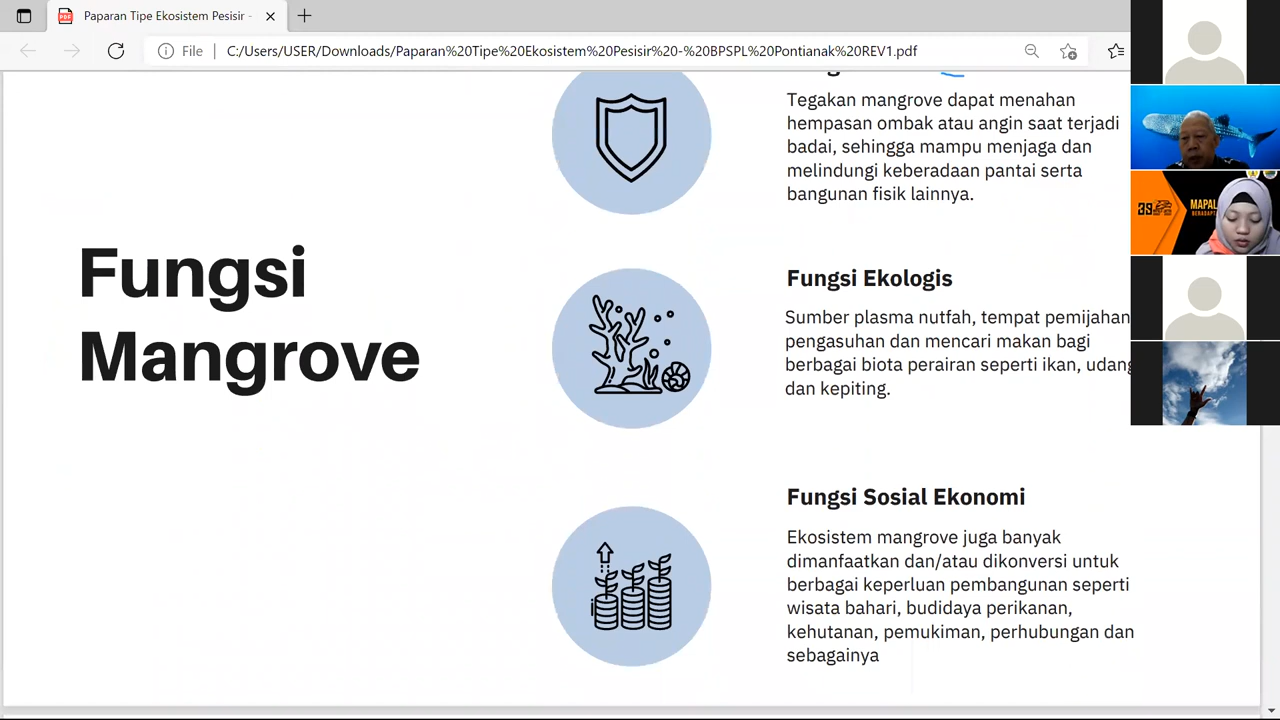 Paparan Tipe Ekosistem Pesisir -
File
C:/Users/USER/Downloads/Paparan%20Tipe%20Ekosistem%20Pesisir%20-%20BPSPL%20Pontianak%20REV1.pdf
Tegakan mangrove dapat menahan
hempasan ombak atau angin saat terjadi
badai, sehingga mampu menjaga dan
melindungi keberadaan pantai serta
bangunan fisik lainnya.
Fungsi
Mangrove
Fungsi Ekologis
Sumber plasma nutfah, tempat pemijahan
pengasuhan dan mencari makan bagi
berbagai biota perairan seperti ikan, udang
dan kepiting.
Fungsi Sosial Ekonomi
Ekosistem mangrove juga banyak
dimanfaatkan dan/atau dikonversi untuk
berbagai keperluan pembangunan seperti
wisata bahari, budidaya perikanan,
kehutanan, pemukiman, perhubungan dan
sebagainya
39
MAPAL